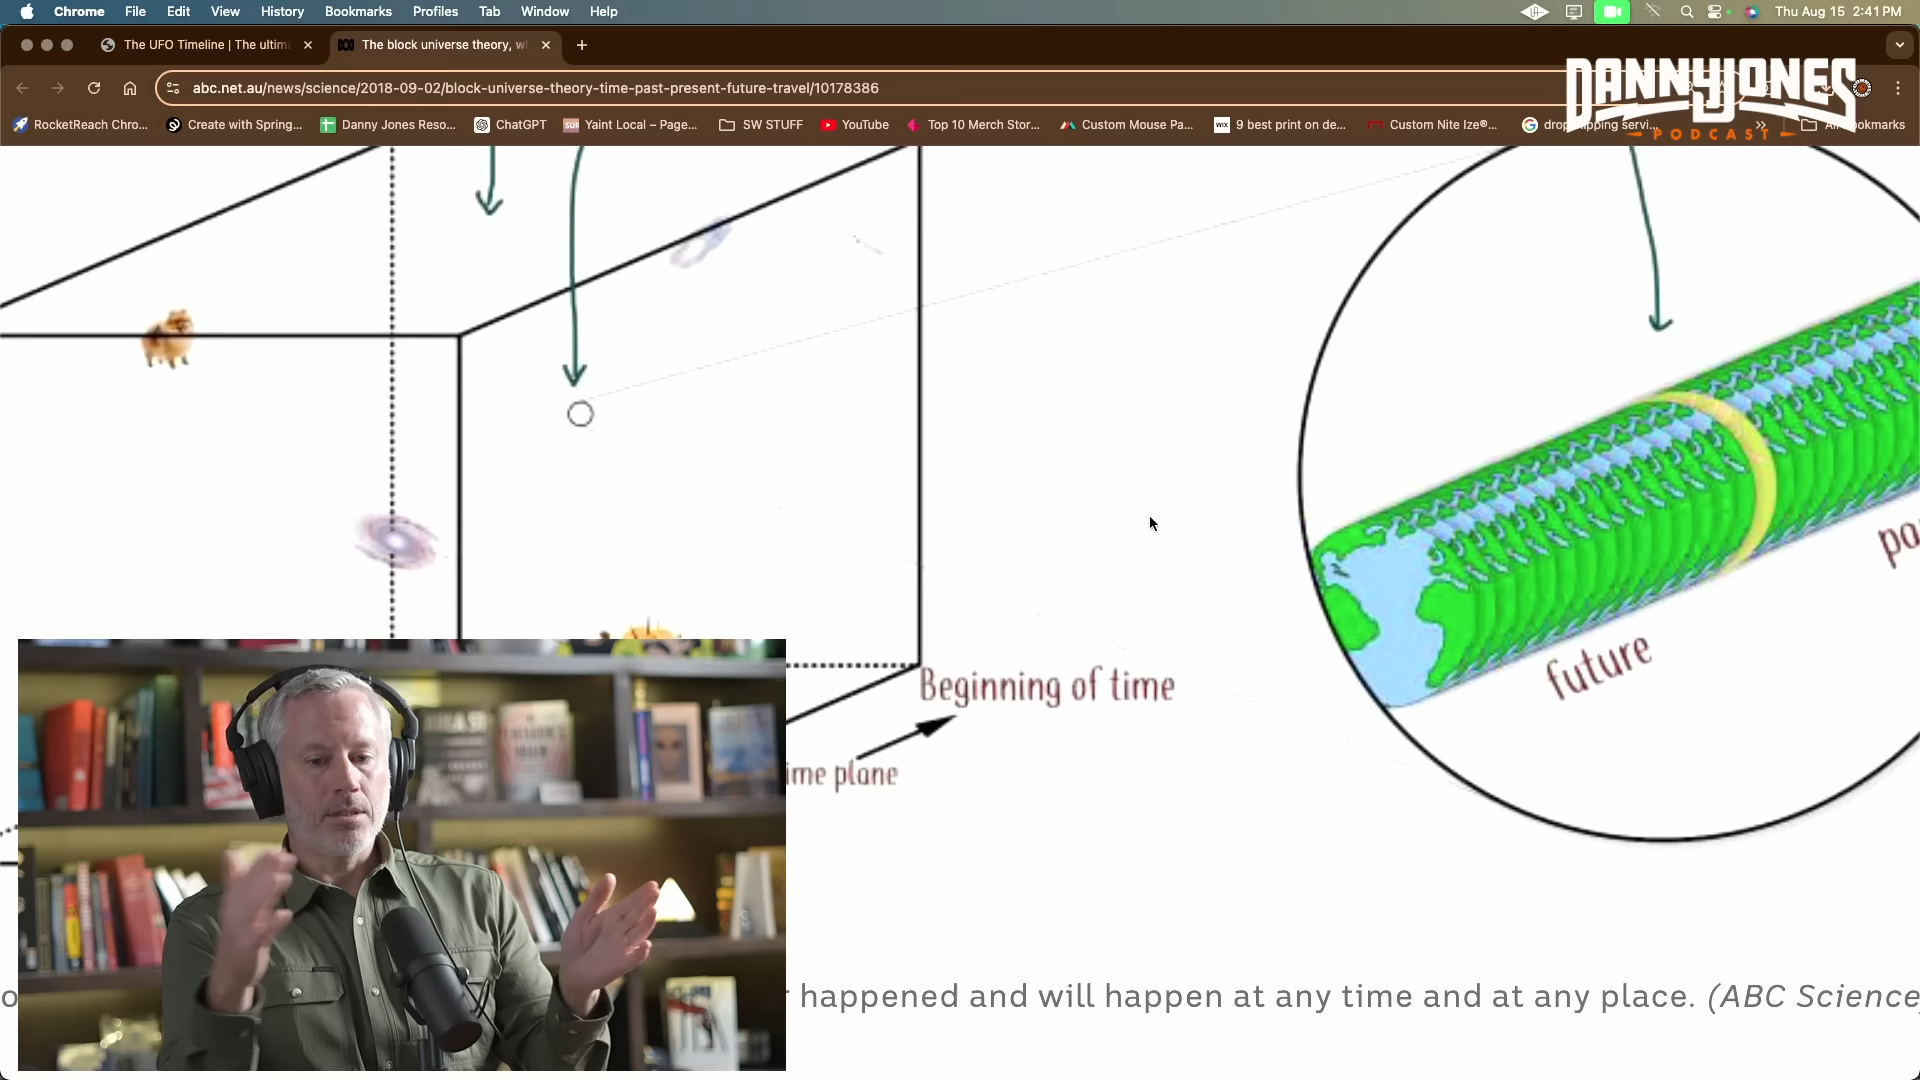 Chrome File Edit View History Bookmarks Profiles Tab Window Help Thu Aug 15 2:41 PM
The UFO Timeline | The ultim
The block universe theory, w
abc.net.au/news/science/2018-09-02/block-universe-theory-time-past-present-future-travel/10178386
DANNY JONES
PODCAST
RocketReach Chro... Create with Spring... Danny Jones Reso... ChatGPT Yaint Local – Page... SW STUFF YouTube Top 10 Merch Stor... Custom Mouse Pa... 9 best print on de... Custom Nite Ize®... dropshipping servi... All Bookmarks
future
Beginning of time
ime plane
happened and will happen at any time and at any place. (ABC Science